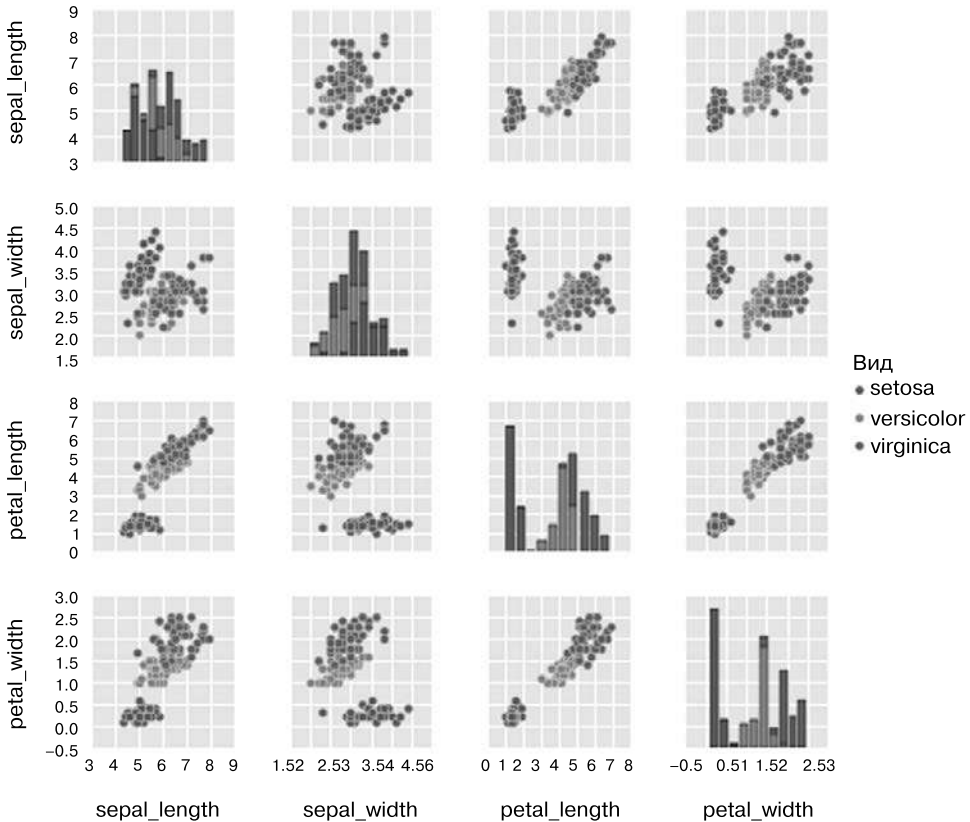 9
8
7
6
5
4
3
sepal_length
5.0
4.5
4.0
3.5
3.0
2.5
2.0
1.5
sepal_width
Вид
setosa
versicolor
virginica
8
7
6
5
4
3
2
1
0
petal_length
3.0
2.5
2.0
1.5
1.0
0.5
0.0
−0.5
petal_width
3 4 5 6 7 8 9
1.52 2.53 3.54 4.56
0 1 2 3 4 5 6 7 8
−0.5 0.51 1.52 2.53
sepal_length sepal_width petal_length petal_width